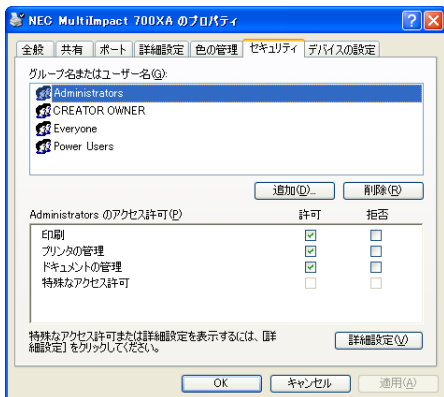 NEC MultiImpact 700XA のプロパティ
全般 共有 ポート 詳細設定 色の管理 セキュリティ デバイスの設定
グループ名またはユーザー名(G):
Administrators
CREATOR OWNER
Everyone
Power Users
追加(D)... 削除(R)
Administrators のアクセス許可(P) 許可 拒否
印刷
プリンタの管理
ドキュメントの管理
特殊なアクセス許可
特殊なアクセス許可または詳細設定を表示するには、[詳
細設定] をクリックしてください。
詳細設定(V)
OK キャンセル 適用(A)